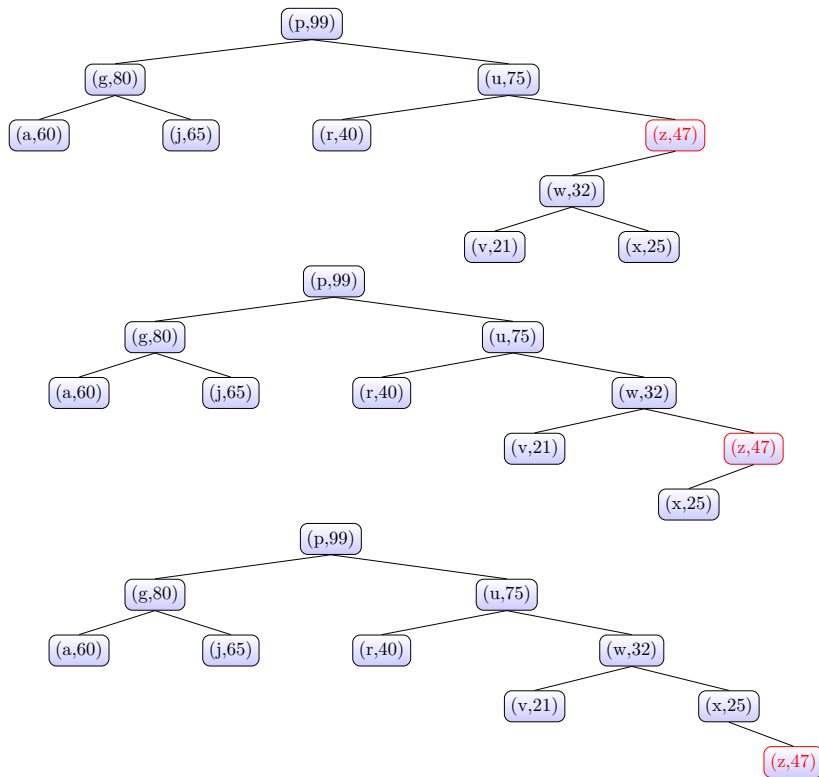 (p,99)
(g,80) (u,75)
(a,60) (j,65) (r,40) (z,47)
(w,32)
(v,21) (x,25)
(p,99)
(g,80) (u,75)
(a,60) (j,65) (r,40) (w,32)
(v,21) (z,47)
(x,25)
(p,99)
(g,80) (u,75)
(a,60) (j,65) (r,40) (w,32)
(v,21) (x,25)
(z,47)